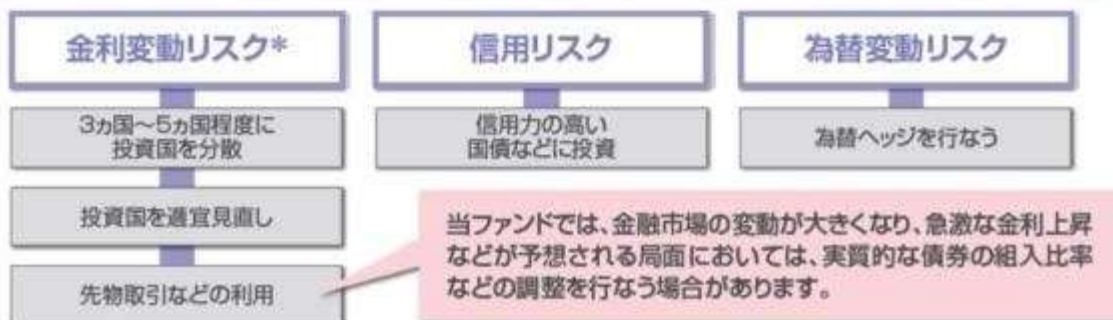 金利変動リスク*
3ヵ国～5ヵ国程度に
投資国を分散
投資国を適宜見直し
先物取引などの利用
信用リスク
信用力の高い
国債などに投資
為替変動リスク
為替ヘッジを行なう
当ファンドでは、金融市場の変動が大きくなり、急激な金利上昇
などが予想される局面においては、実質的な債券の組入比率
などの調整を行なう場合があります。